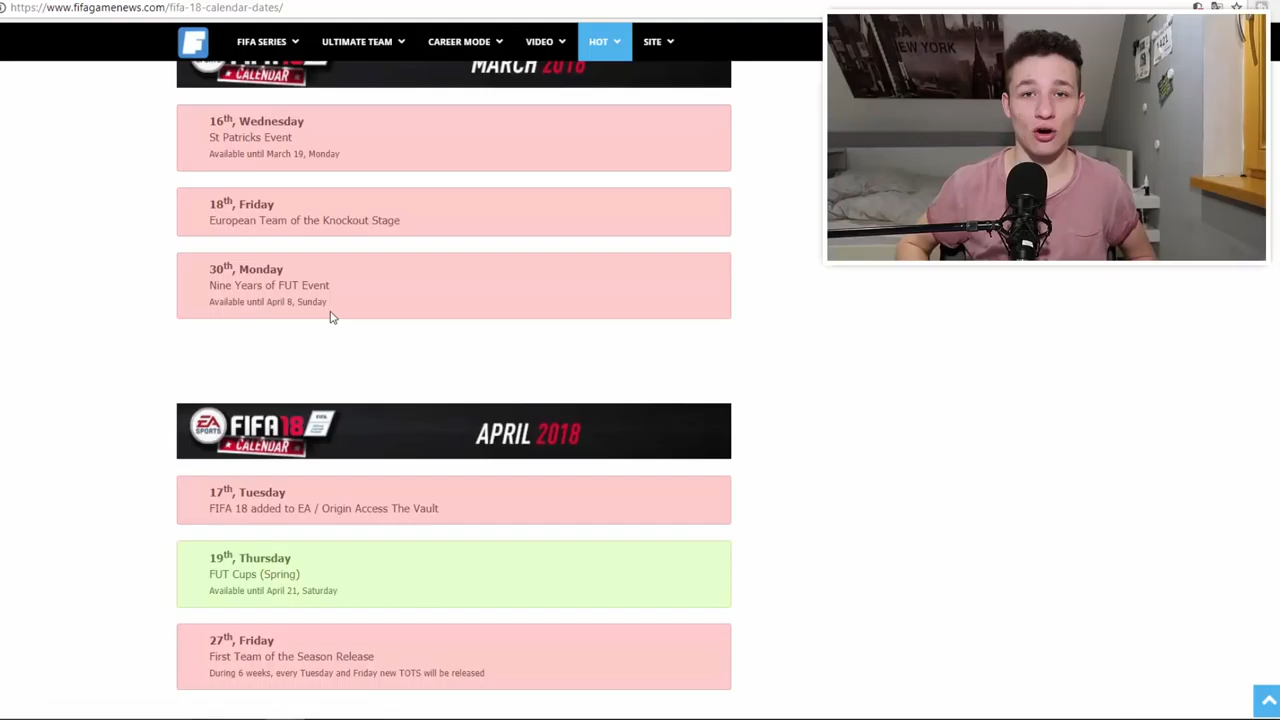 https://www.fifagamenews.com/fifa-18-calendar-dates/
FIFA SERIES ULTIMATE TEAM CAREER MODE VIDEO HOT SITE
CALENDAR MARCH 2018
16th, Wednesday
St Patricks Event
Available until March 19, Monday
18th, Friday
European Team of the Knockout Stage
30th, Monday
Nine Years of FUT Event
Available until April 8, Sunday
EA SPORTS FIFA 18 CALENDAR APRIL 2018
17th, Tuesday
FIFA 18 added to EA / Origin Access The Vault
19th, Thursday
FUT Cups (Spring)
Available until April 21, Saturday
27th, Friday
First Team of the Season Release
During 6 weeks, every Tuesday and Friday new TOTS will be released
NEW YORK